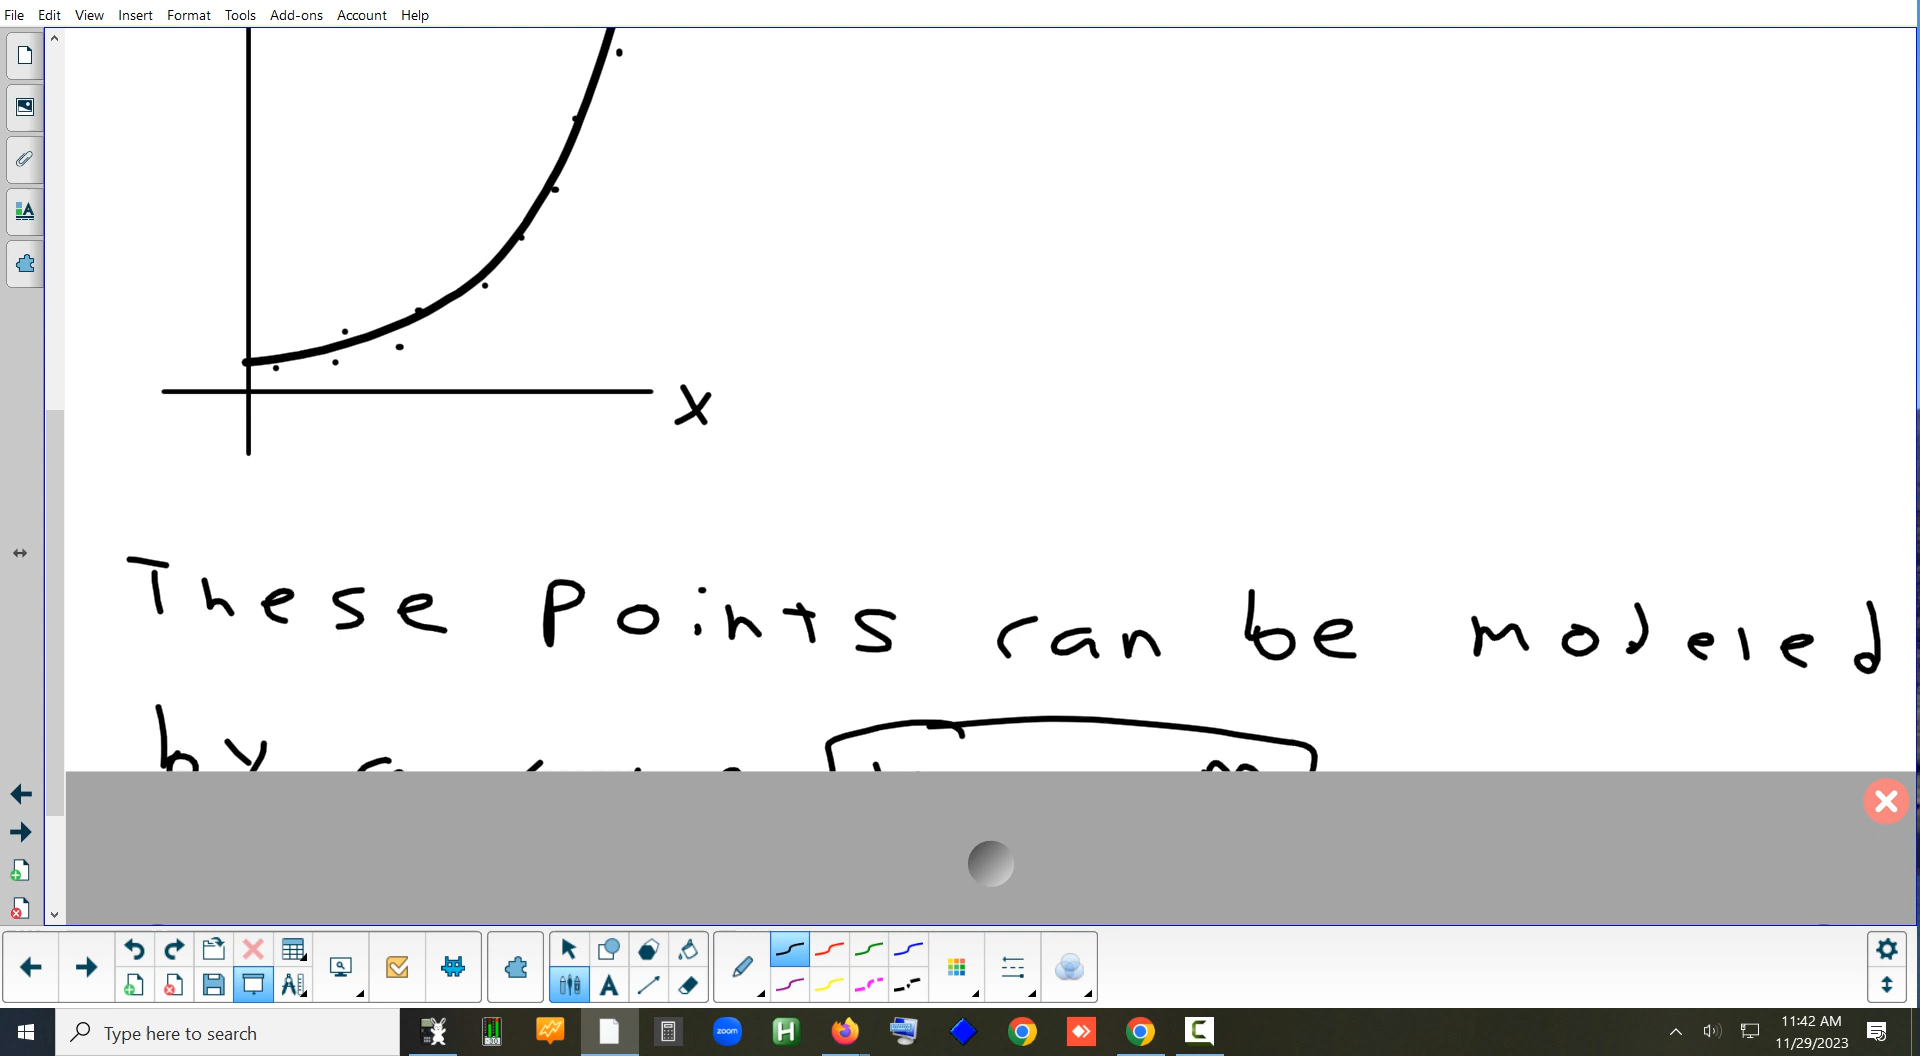 File Edit View Insert Format Tools Add-ons Account Help
x
These points can be modeled
by a
A
A
zoom
H
C
Type here to search
11:42 AM
11/29/2023